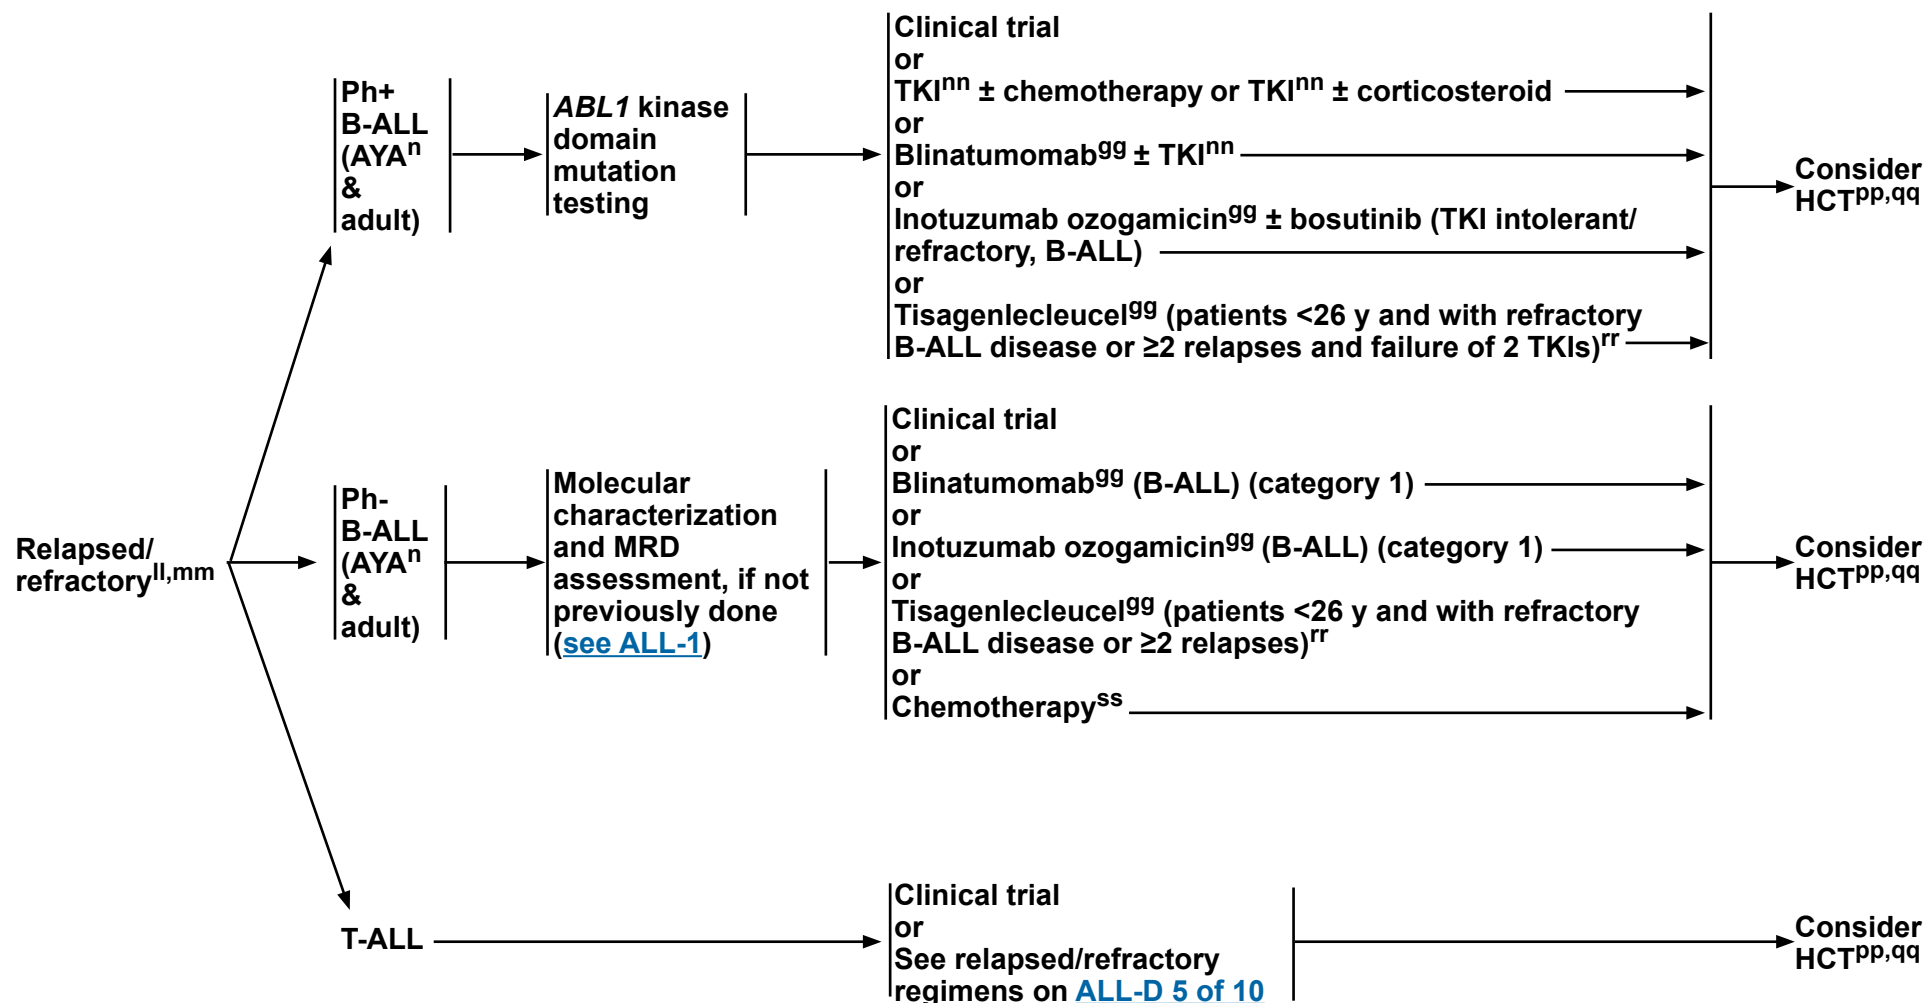 Relapsed/
refractoryll,mm
Ph+
B-ALL
(AYAn
&
adult)
ABL1 kinase
domain
mutation
testing
Clinical trial
or
TKInn ± chemotherapy or TKInn ± corticosteroid
or
Blinatumomabgg ± TKInn
or
Inotuzumab ozogamicingg ± bosutinib (TKI intolerant/
refractory, B-ALL)
or
Tisagenlecleucelgg (patients <26 y and with refractory
B-ALL disease or ≥2 relapses and failure of 2 TKIs)rr
Consider
HCTpp,qq
Ph-
B-ALL
(AYAn
&
adult)
Molecular
characterization
and MRD
assessment, if not
previously done
(see ALL-1)
Clinical trial
or
Blinatumomabgg (B-ALL) (category 1)
or
Inotuzumab ozogamicingg (B-ALL) (category 1)
or
Tisagenlecleucelgg (patients <26 y and with refractory
B-ALL disease or ≥2 relapses)rr
or
Chemotherapyss
Consider
HCTpp,qq
T-ALL
Clinical trial
or
See relapsed/refractory
regimens on ALL-D 5 of 10
Consider
HCTpp,qq